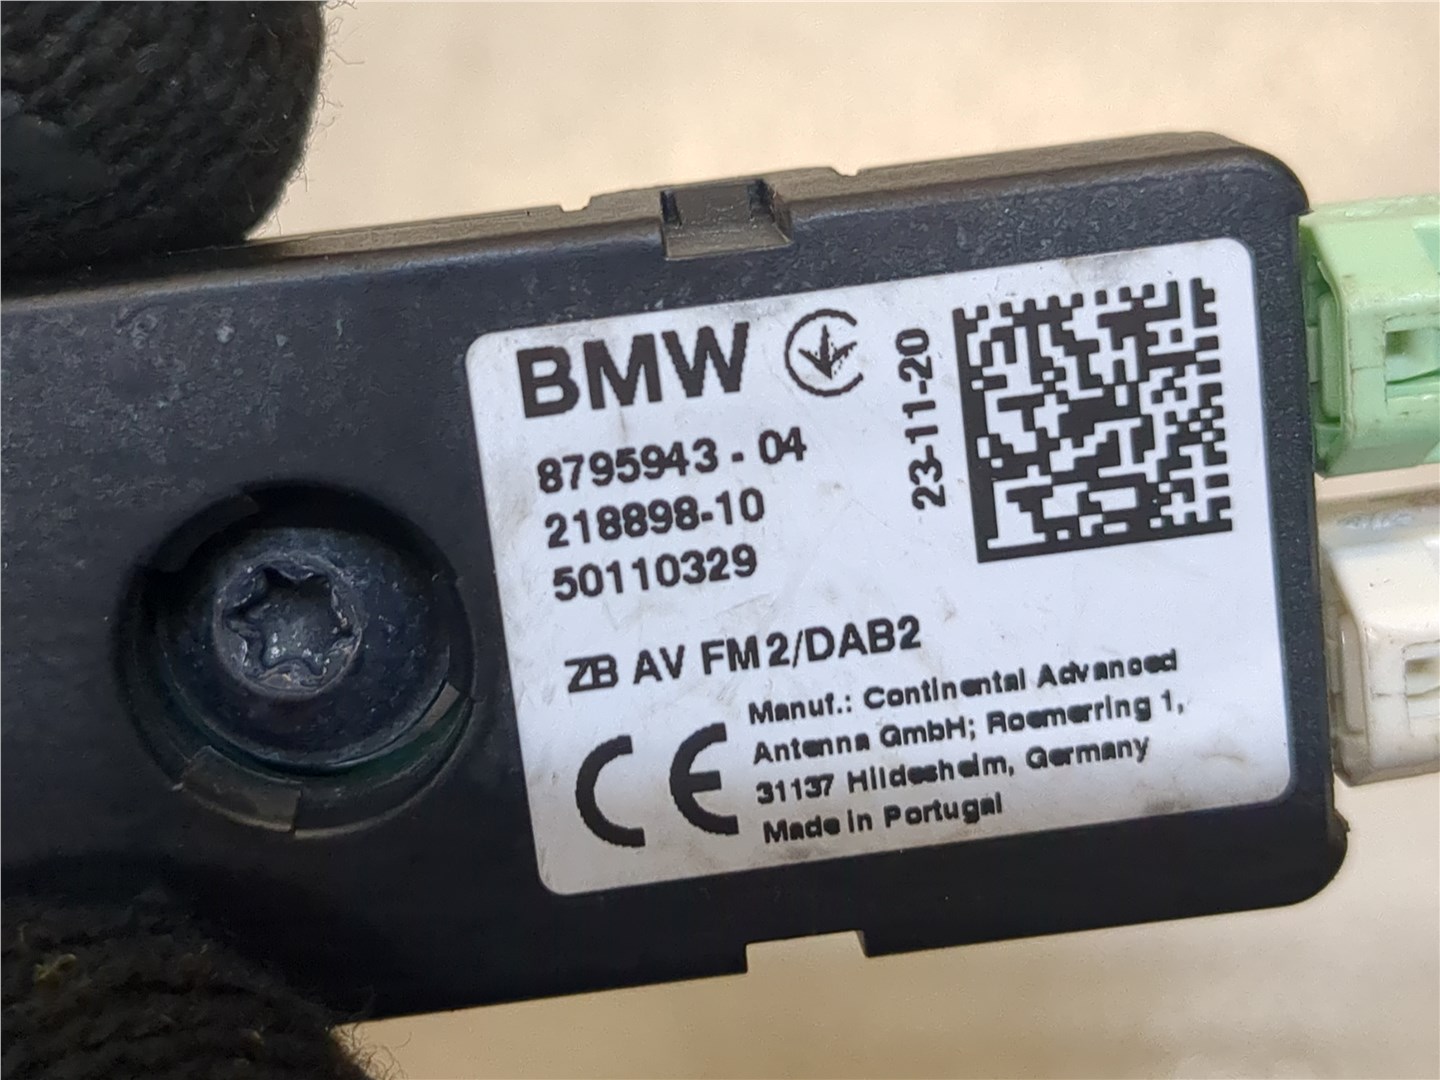 BMW
8795943 - 04
218898-10
50110329
23-11-20
ZB AV FM2/DAB2
CE
Manuf.: Continental Advanced
Antenna GmbH; Roemerring 1,
31137 Hildesheim, Germany
Made in Portugal